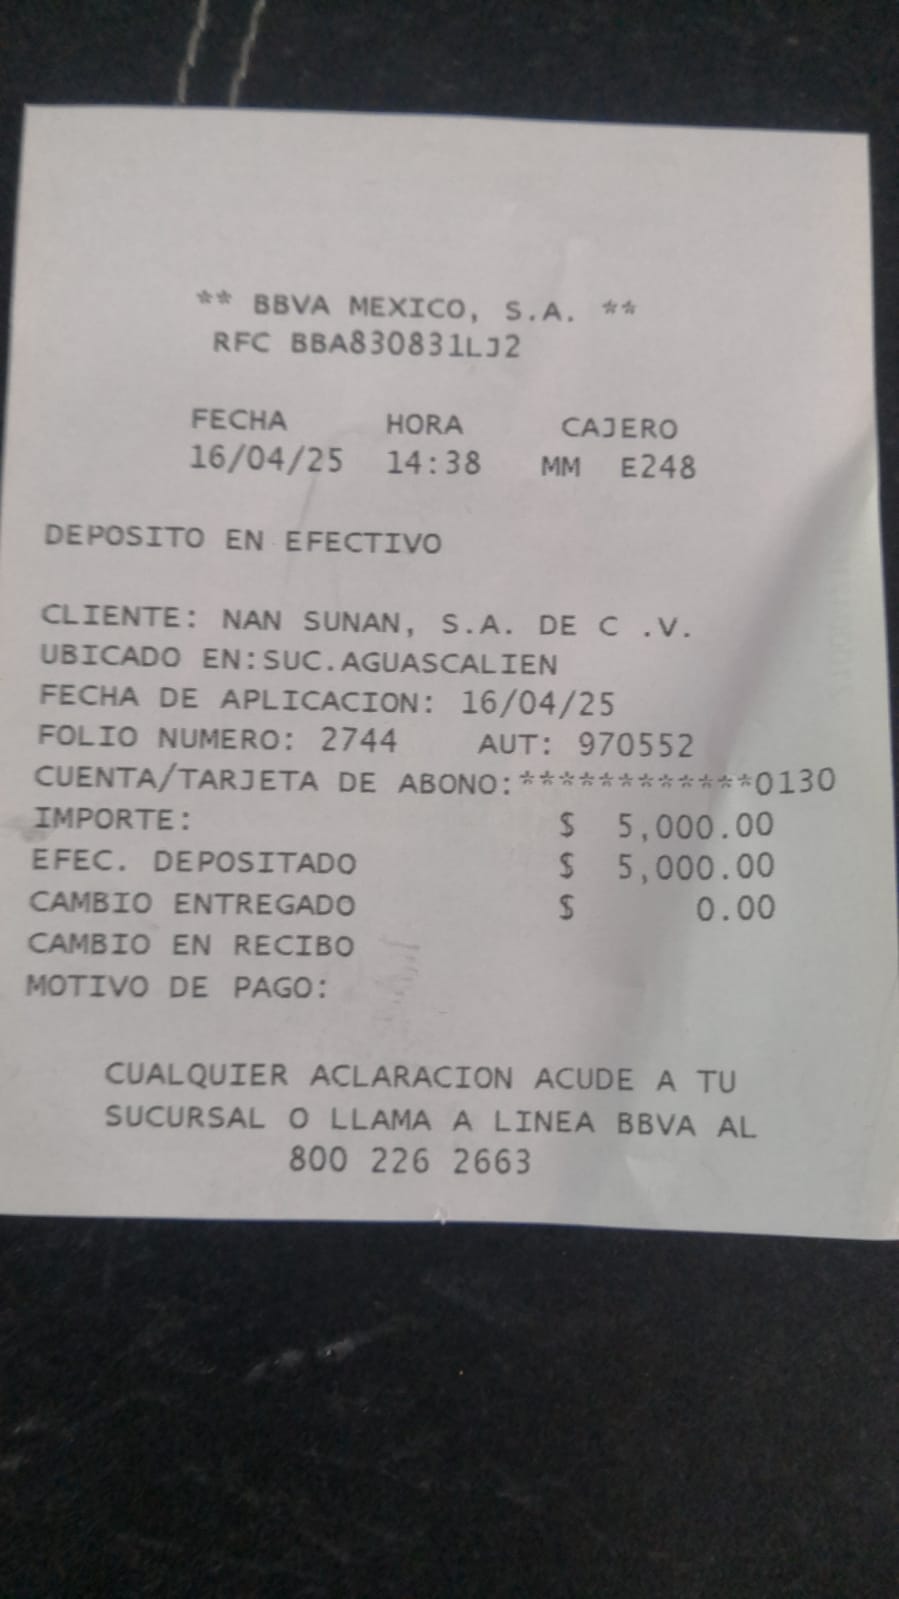 ** BBVA MEXICO, S.A. **
RFC BBA830831LJ2
FECHA HORA CAJERO
16/04/25 14:38 MM E248
DEPOSITO EN EFECTIVO
CLIENTE: NAN SUNAN, S.A. DE C .V.
UBICADO EN:SUC.AGUASCALIEN
FECHA DE APLICACION: 16/04/25
FOLIO NUMERO: 2744 AUT: 970552
CUENTA/TARJETA DE ABONO:************0130
IMPORTE: $ 5,000.00
EFEC. DEPOSITADO $ 5,000.00
CAMBIO ENTREGADO $ 0.00
CAMBIO EN RECIBO
MOTIVO DE PAGO:
CUALQUIER ACLARACION ACUDE A TU
SUCURSAL O LLAMA A LINEA BBVA AL
800 226 2663